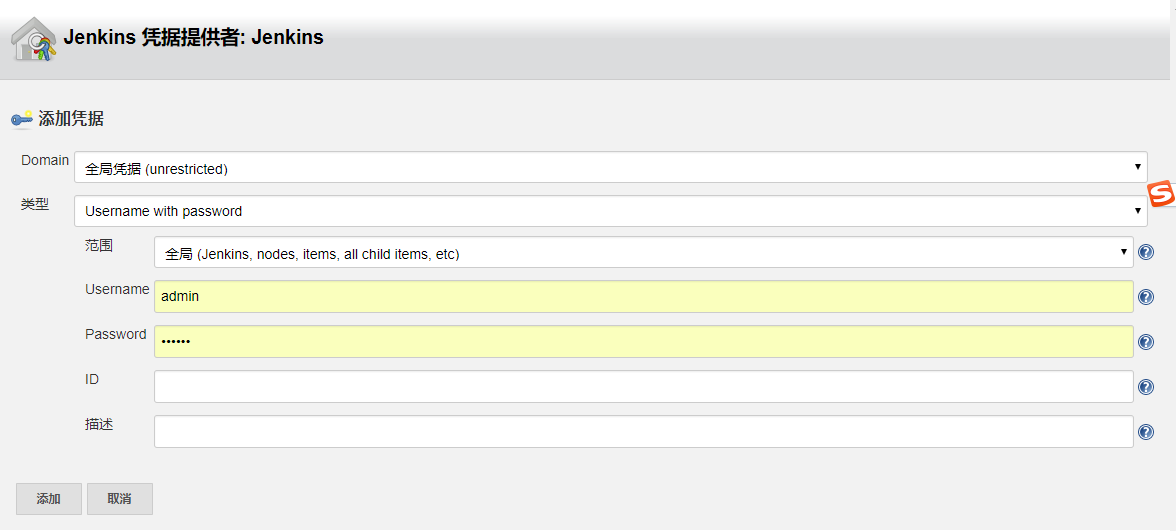 Jenkins 凭据提供者: Jenkins
添加凭据
Domain 全局凭据 (unrestricted)
类型 Username with password
范围 全局 (Jenkins, nodes, items, all child items, etc)
Username admin
Password ••••••
ID
描述
添加 取消